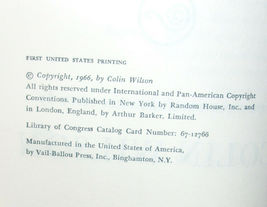 FIRST UNITED STATES PRINTING
© Copyright, 1966, by Colin Wilson
All rights reserved under International and Pan-American Copyright
Conventions. Published in New York by Random House, Inc., and
in London, England, by Arthur Barker, Limited.
Library of Congress Catalog Card Number: 67-12766
Manufactured in the United States of America,
by Vail-Ballou Press, Inc., Binghamton, N.Y.